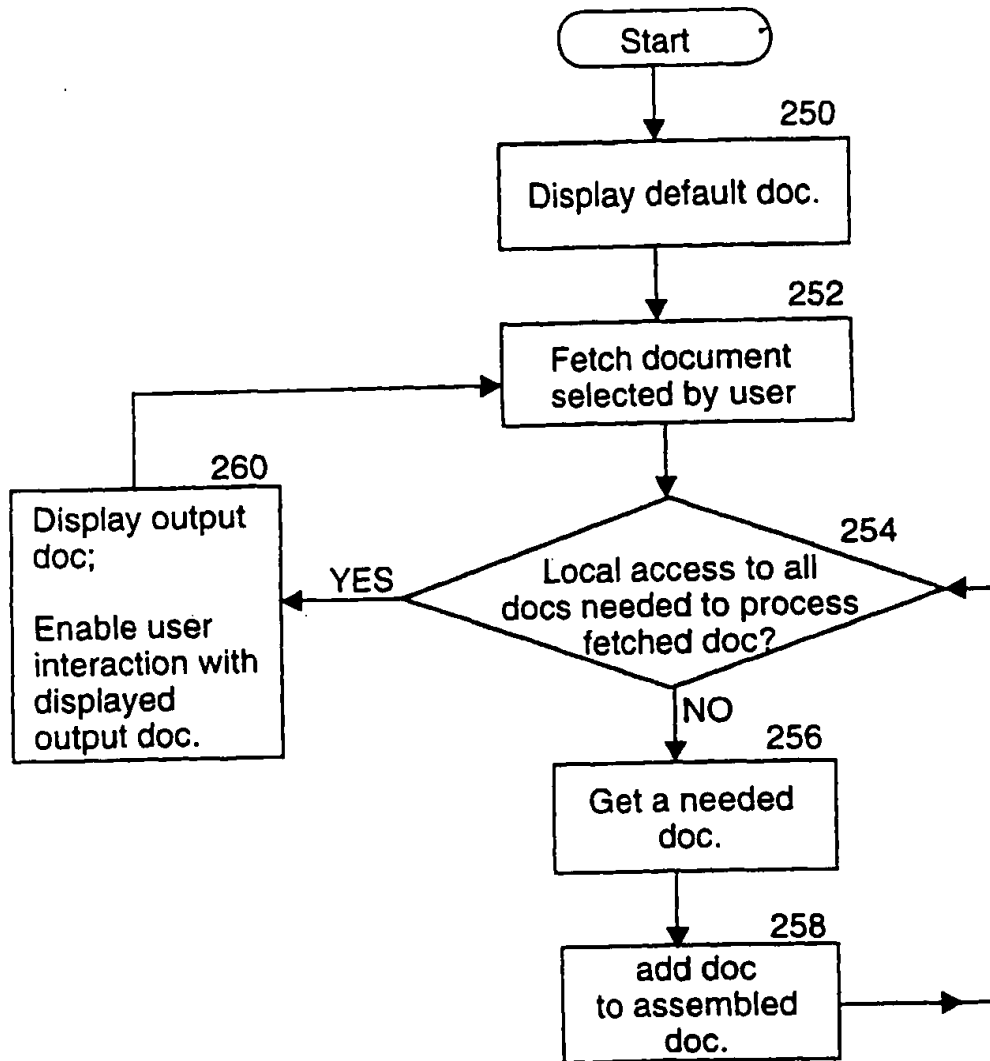 Start
250
Display default doc.
252
Fetch document
selected by user
260
Display output
doc;
Enable user
interaction with
displayed
output doc.
254
YES
Local access to all
docs needed to process
fetched doc?
NO
256
Get a needed
doc.
258
add doc
to assembled
doc.